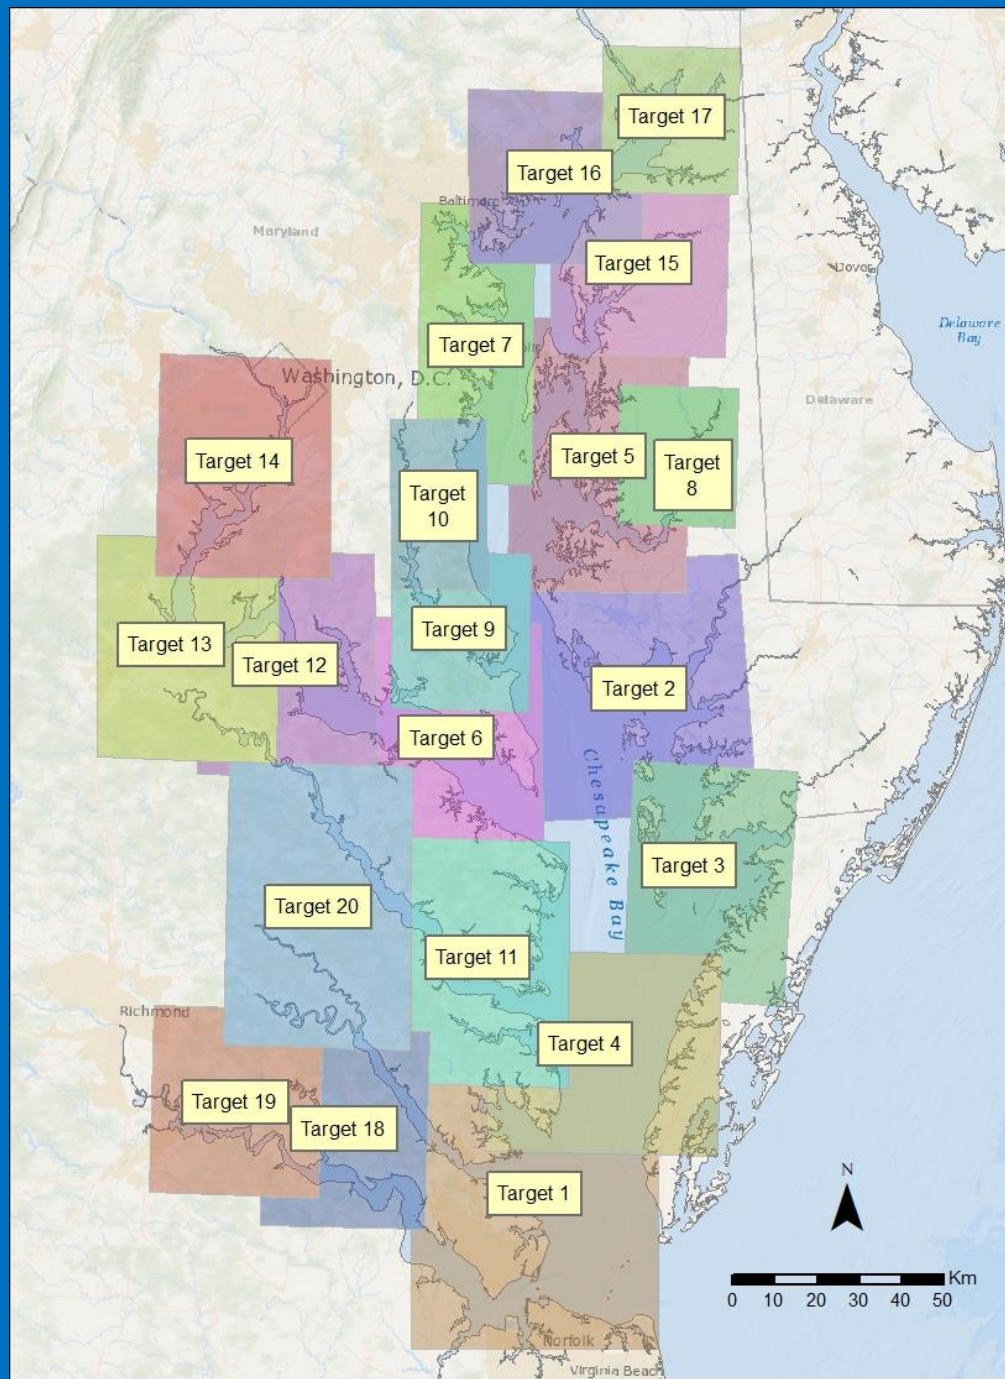 Target 17
Target 16
Baltimore
Maryland
Target 15
Dover
Delaware
Bay
Target 7
Washington, D.C.
Delaware
Target 14
Target 5
Target
8
Target
10
Target 9
Target 13
Target 12
Target 2
Target 6
Chesapeake Bay
Target 3
Target 20
Target 11
Richmond
Target 4
Target 19
Target 18
N
Target 1
Km
0 10 20 30 40 50
Norfolk
Virginia Beach